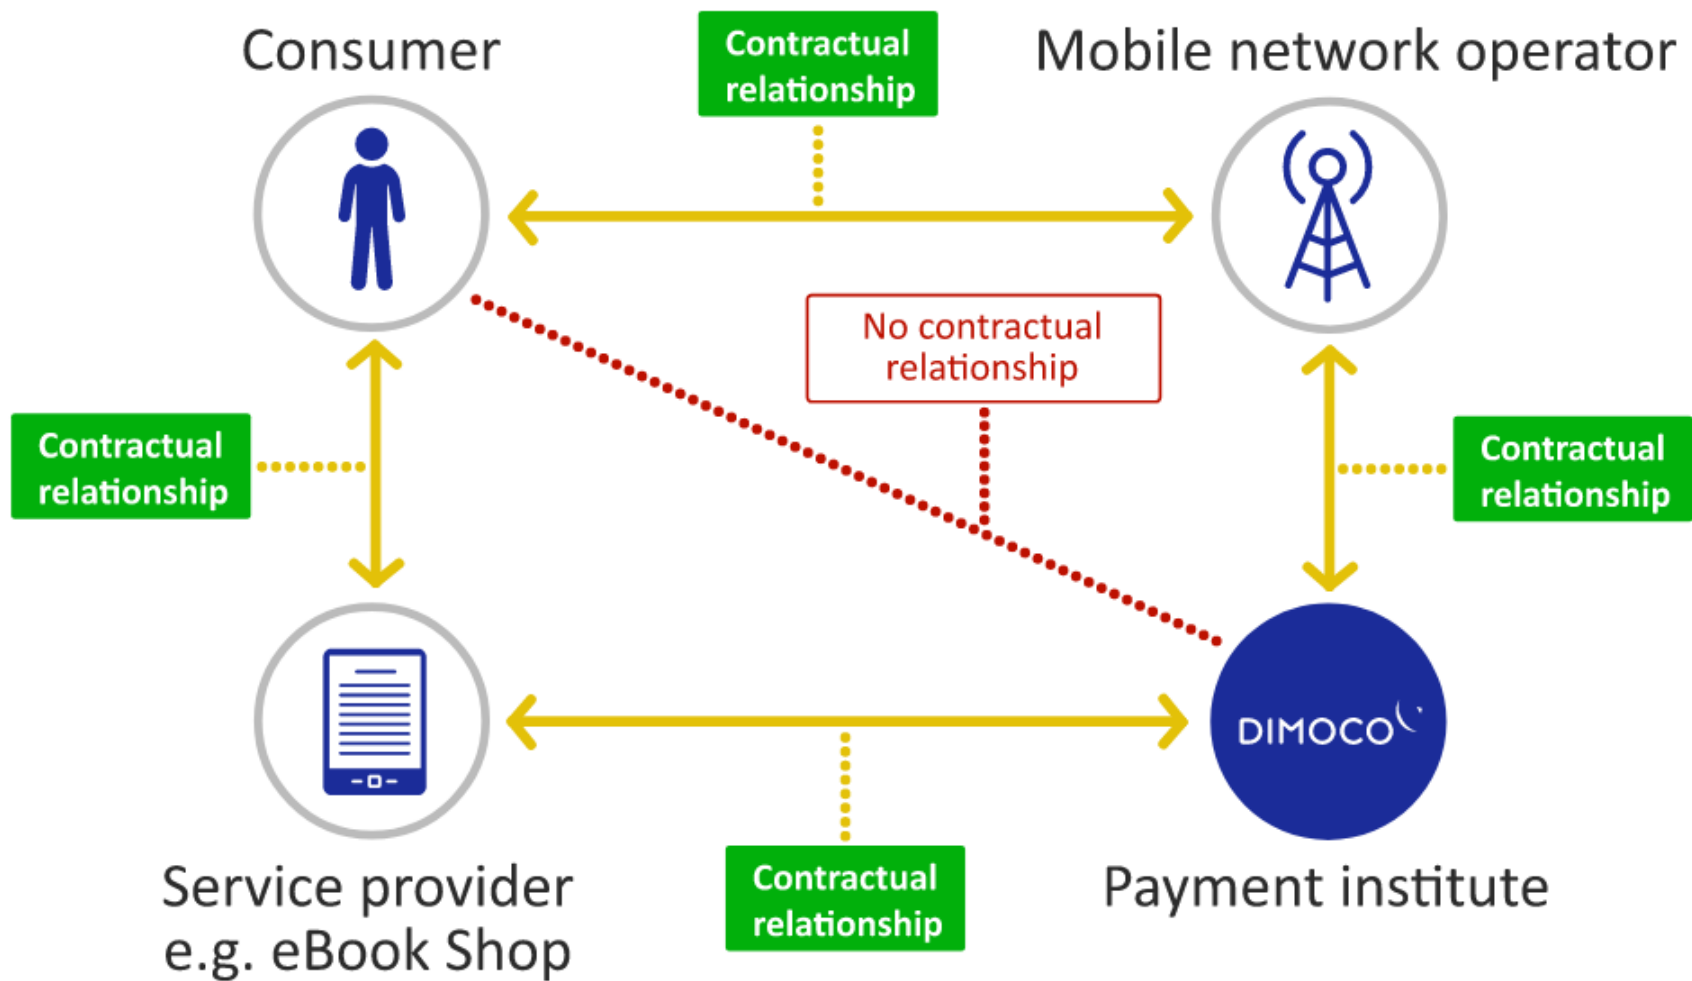 Consumer
Contractual
relationship
Mobile network operator
No contractual
relationship
Contractual
relationship
Contractual
relationship
DIMOCO
Service provider
e.g. eBook Shop
Contractual
relationship
Payment institute